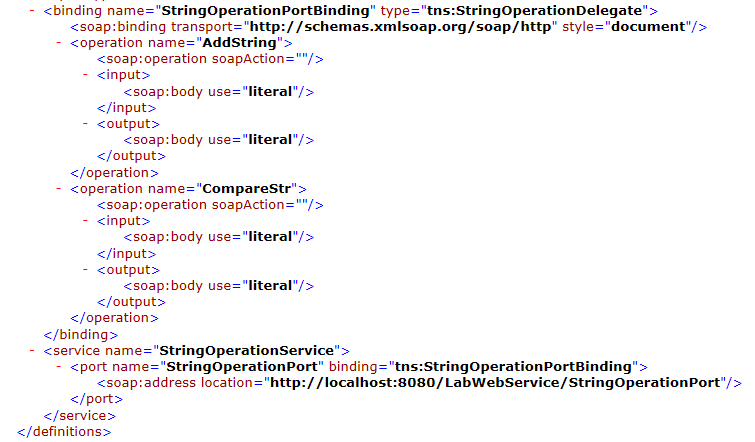 - <binding name="StringOperationPortBinding" type="tns:StringOperationDelegate">
<soap:binding transport="http://schemas.xmlsoap.org/soap/http" style="document"/>
- <operation name="AddString">
<soap:operation soapAction=""/>
- <input>
<soap:body use="literal"/>
</input>
- <output>
<soap:body use="literal"/>
</output>
</operation>
- <operation name="CompareStr">
<soap:operation soapAction=""/>
- <input>
<soap:body use="literal"/>
</input>
- <output>
<soap:body use="literal"/>
</output>
</operation>
</binding>
- <service name="StringOperationService">
- <port name="StringOperationPort" binding="tns:StringOperationPortBinding">
<soap:address location="http://localhost:8080/LabWebService/StringOperationPort"/>
</port>
</service>
</definitions>